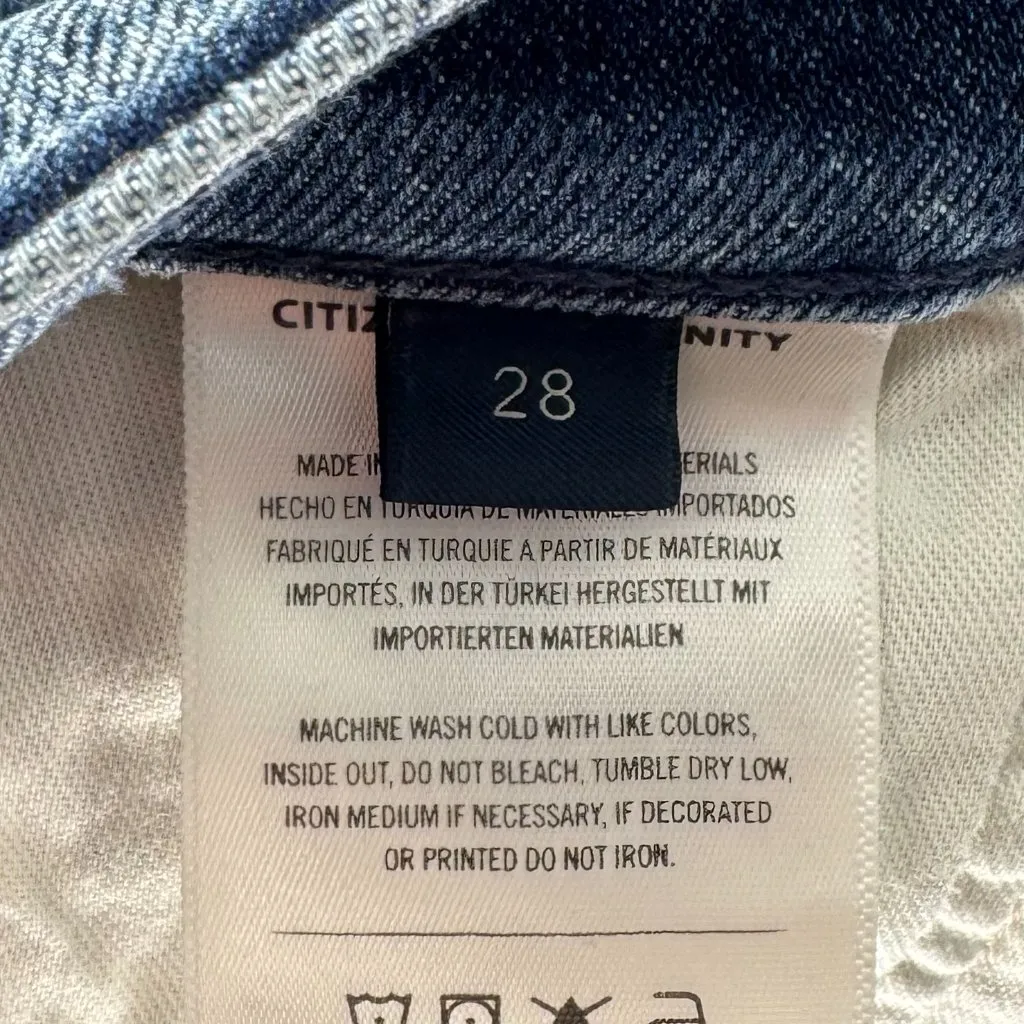 CITIZ NITY
28
MADE IN ERIALS
HECHO EN TURQUÍA DE MATERIALES IMPORTADOS
FABRIQUÉ EN TURQUIE A PARTIR DE MATÉRIAUX
IMPORTÉS, IN DER TÜRKEI HERGESTELLT MIT
IMPORTIERTEN MATERIALIEN
MACHINE WASH COLD WITH LIKE COLORS,
INSIDE OUT, DO NOT BLEACH, TUMBLE DRY LOW,
IRON MEDIUM IF NECESSARY, IF DECORATED
OR PRINTED DO NOT IRON.